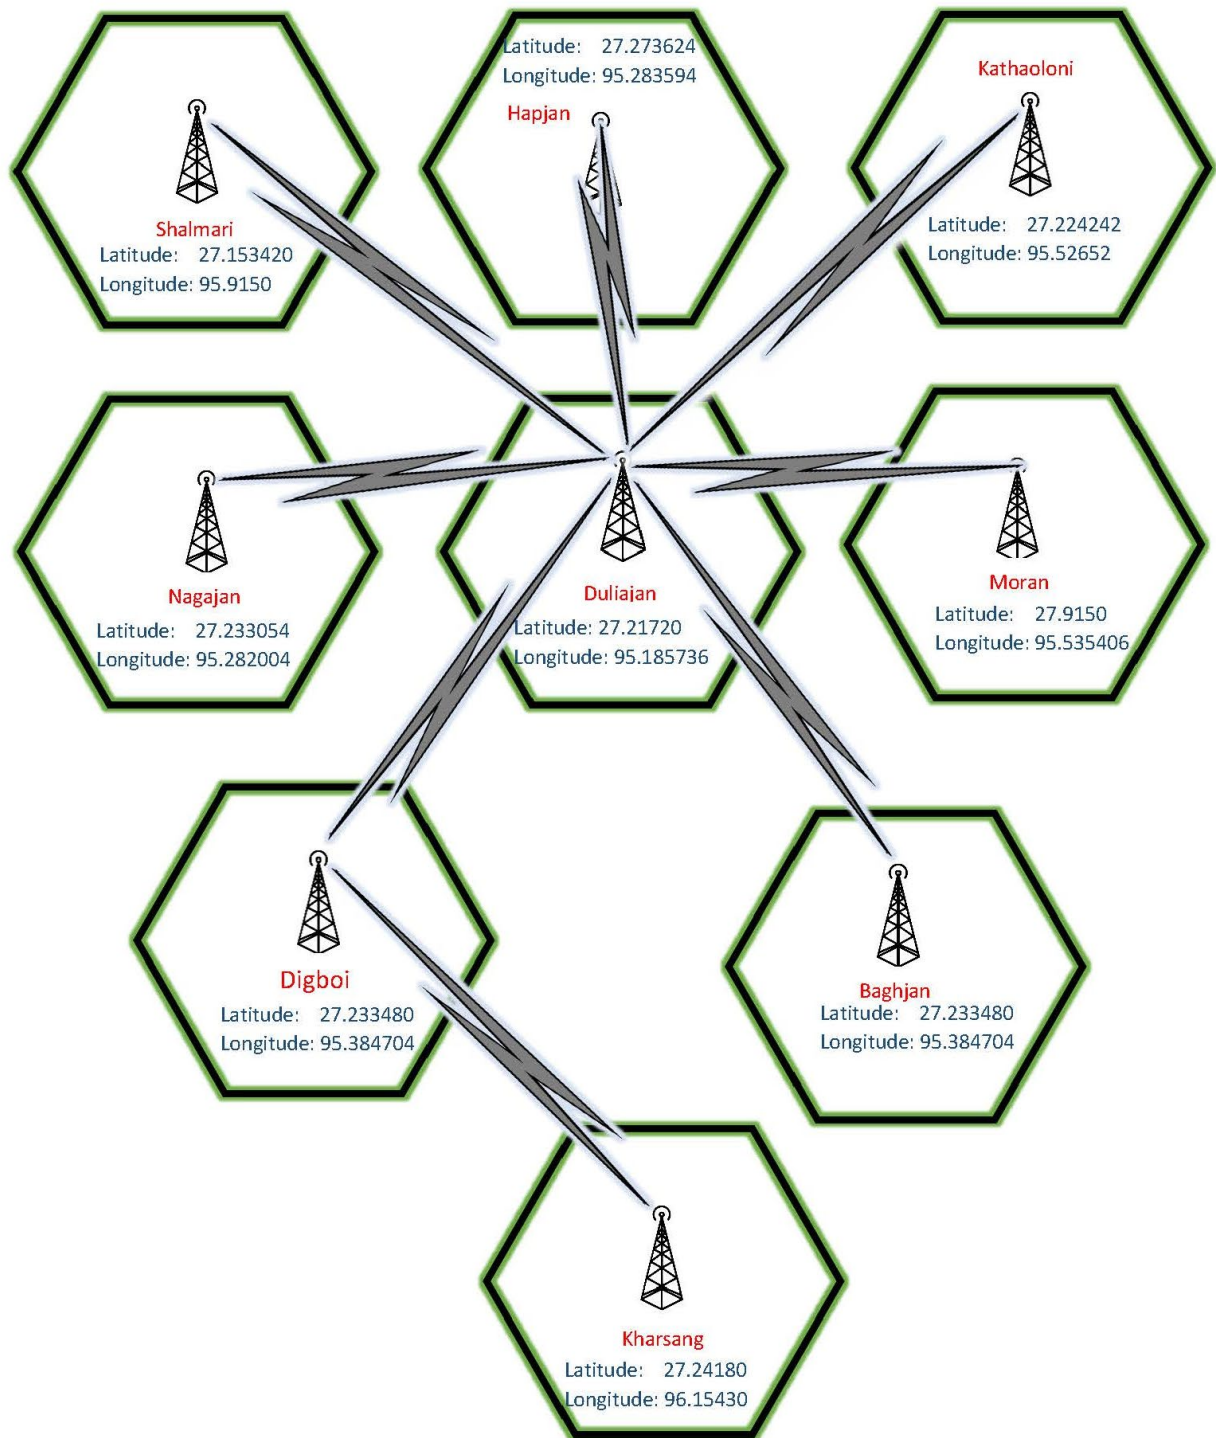 Latitude: 27.273624
Longitude: 95.283594
Hapjan
Kathaoloni
Shalmari
Latitude: 27.153420
Longitude: 95.9150
Latitude: 27.224242
Longitude: 95.52652
Nagajan
Latitude: 27.233054
Longitude: 95.282004
Duliajan
Latitude: 27.21720
Longitude: 95.185736
Moran
Latitude: 27.9150
Longitude: 95.535406
Digboi
Latitude: 27.233480
Longitude: 95.384704
Baghjan
Latitude: 27.233480
Longitude: 95.384704
Kharsang
Latitude: 27.24180
Longitude: 96.15430